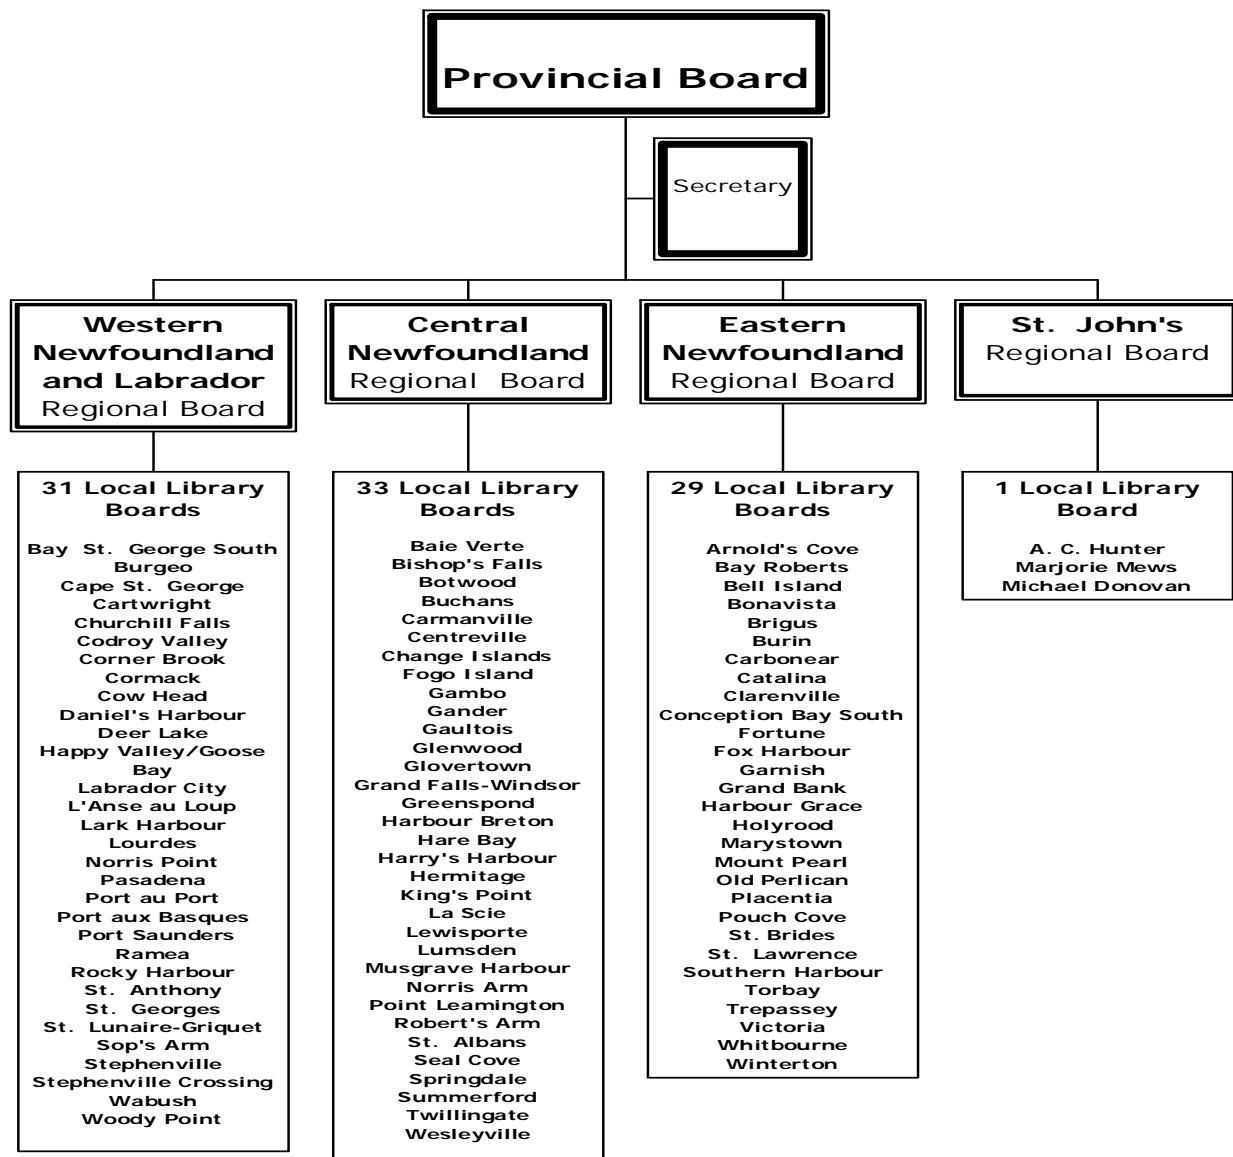 Provincial Board
Secretary
Western
Newfoundland
and Labrador
Regional Board
Central
Newfoundland
Regional Board
Eastern
Newfoundland
Regional Board
St. John's
Regional Board
31 Local Library
Boards
Bay St. George South
Burgeo
Cape St. George
Cartwright
Churchill Falls
Codroy Valley
Corner Brook
Cormack
Cow Head
Daniel's Harbour
Deer Lake
Happy Valley/Goose
Bay
Labrador City
L'Anse au Loup
Lark Harbour
Lourdes
Norris Point
Pasadena
Port au Port
Port aux Basques
Port Saunders
Ramea
Rocky Harbour
St. Anthony
St. Georges
St. Lunaire-Griquet
Sop's Arm
Stephenville
Stephenville Crossing
Wabush
Woody Point
33 Local Library
Boards
Baie Verte
Bishop's Falls
Botwood
Buchans
Carmanville
Centreville
Change Islands
Fogo Island
Gambo
Gander
Gaultois
Glenwood
Glovertown
Grand Falls-Windsor
Greenspond
Harbour Breton
Hare Bay
Harry's Harbour
Hermitage
King's Point
La Scie
Lewisporte
Lumsden
Musgrave Harbour
Norris Arm
Point Leamington
Robert's Arm
St. Albans
Seal Cove
Springdale
Summerford
Twillingate
Wesleyville
29 Local Library
Boards
Arnold's Cove
Bay Roberts
Bell Island
Bonavista
Brigus
Burin
Carbonear
Catalina
Clarenville
Conception Bay South
Fortune
Fox Harbour
Garnish
Grand Bank
Harbour Grace
Holyrood
Marystown
Mount Pearl
Old Perlican
Placentia
Pouch Cove
St. Brides
St. Lawrence
Southern Harbour
Torbay
Trepassey
Victoria
Whitbourne
Winterton
1 Local Library
Board
A. C. Hunter
Marjorie Mews
Michael Donovan